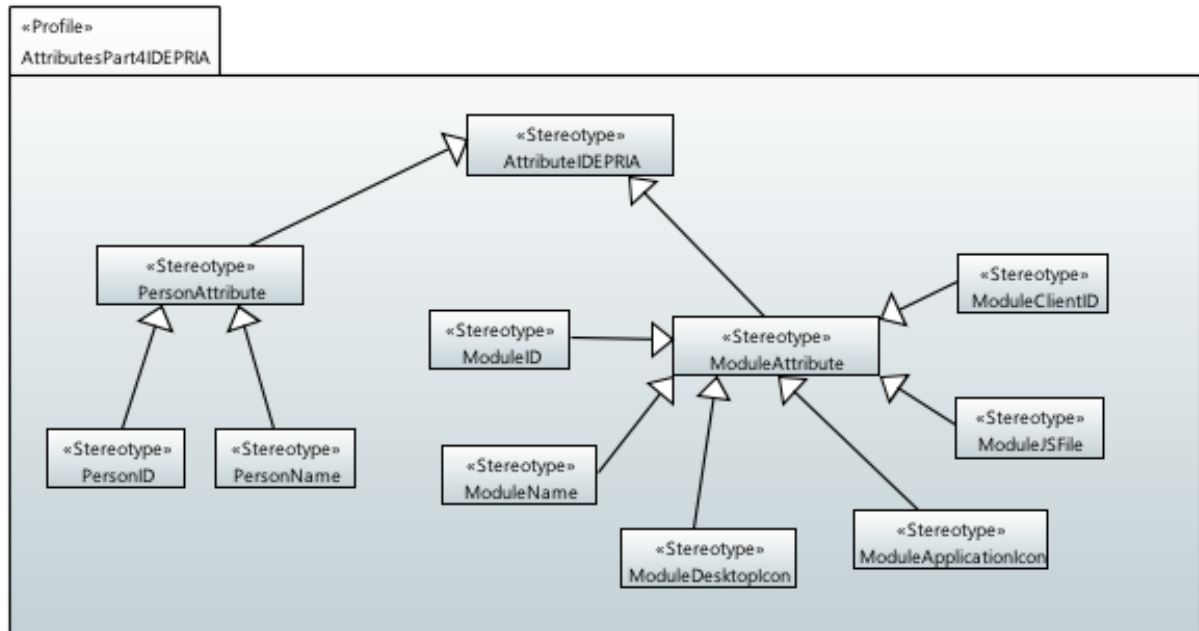 «Profile»
AttributesPart4IDEPRIA
«Stereotype»
AttributeIDEPRIA
«Stereotype»
PersonAttribute
«Stereotype»
ModuleClientID
«Stereotype»
ModuleID
«Stereotype»
ModuleAttribute
«Stereotype»
PersonID
«Stereotype»
PersonName
«Stereotype»
ModuleName
«Stereotype»
ModuleJSFile
«Stereotype»
ModuleDesktopIcon
«Stereotype»
ModuleApplicationIcon